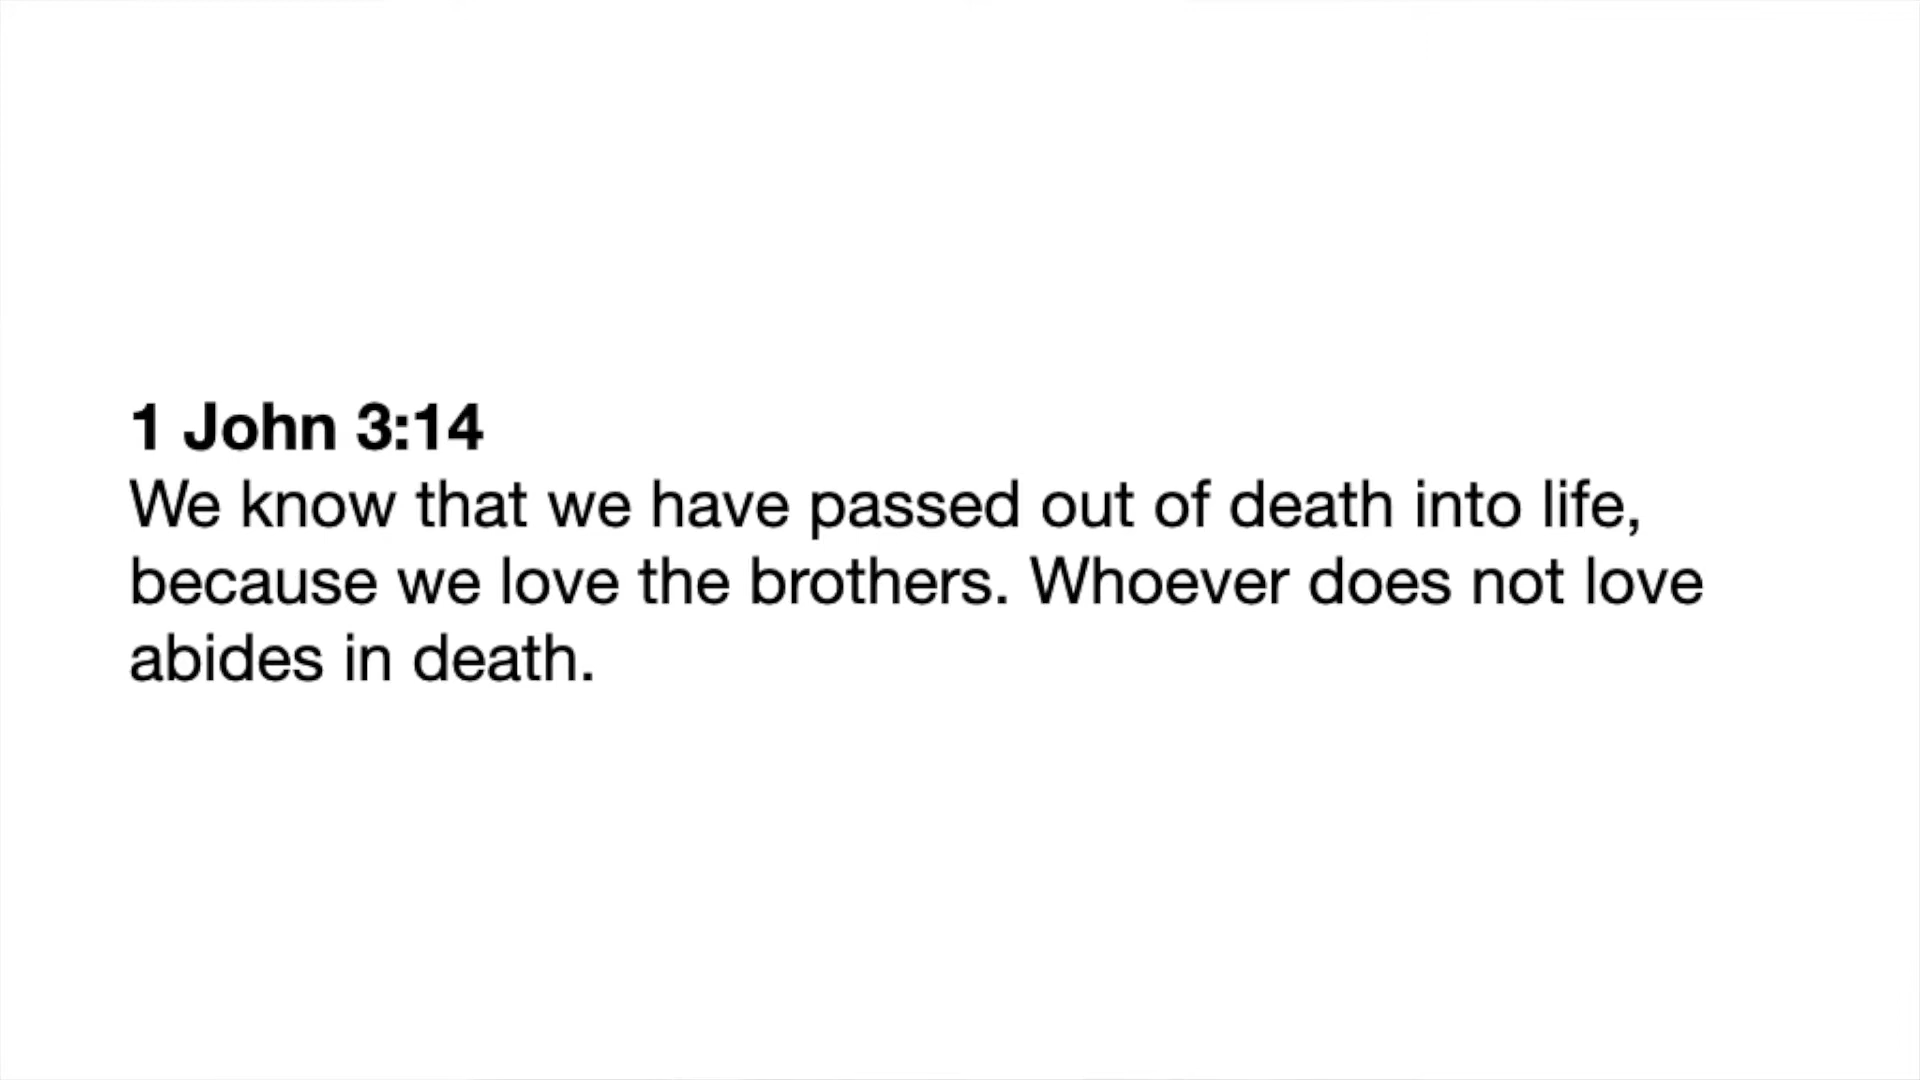 1 John 3:14
We know that we have passed out of death into life,
because we love the brothers. Whoever does not love
abides in death.